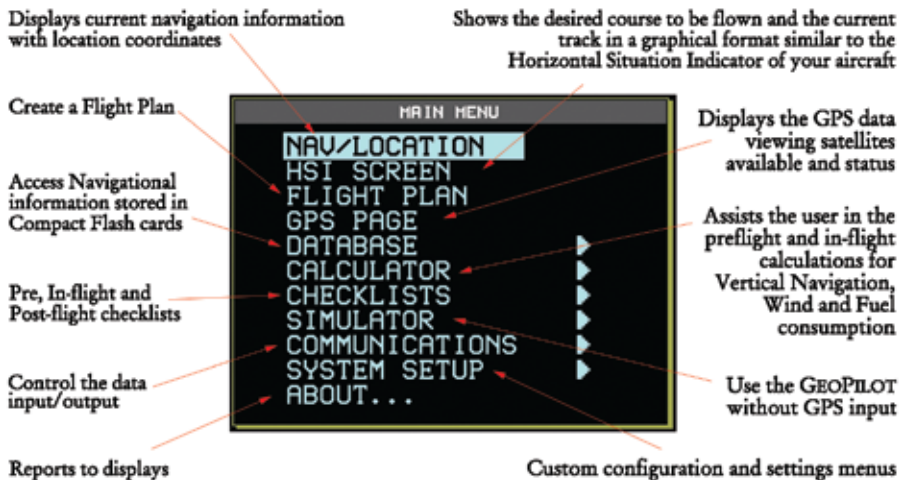 Displays current navigation information
with location coordinates
Shows the desired course to be flown and the current
track in a graphical format similar to the
Horizontal Situation Indicator of your aircraft
Create a Flight Plan
Access Navigational
information stored in
Compact Flash cards
Pre, In-flight and
Post-flight checklists
Control the data
input/output
Reports to displays
MAIN MENU
NAV/LOCATION
HSI SCREEN
FLIGHT PLAN
GPS PAGE
DATABASE
CALCULATOR
CHECKLISTS
SIMULATOR
COMMUNICATIONS
SYSTEM SETUP
ABOUT...
Displays the GPS data
viewing satellites
available and status
Assists the user in the
preflight and in-flight
calculations for
Vertical Navigation,
Wind and Fuel
consumption
Use the GEOPILOT
without GPS input
Custom configuration and settings menus